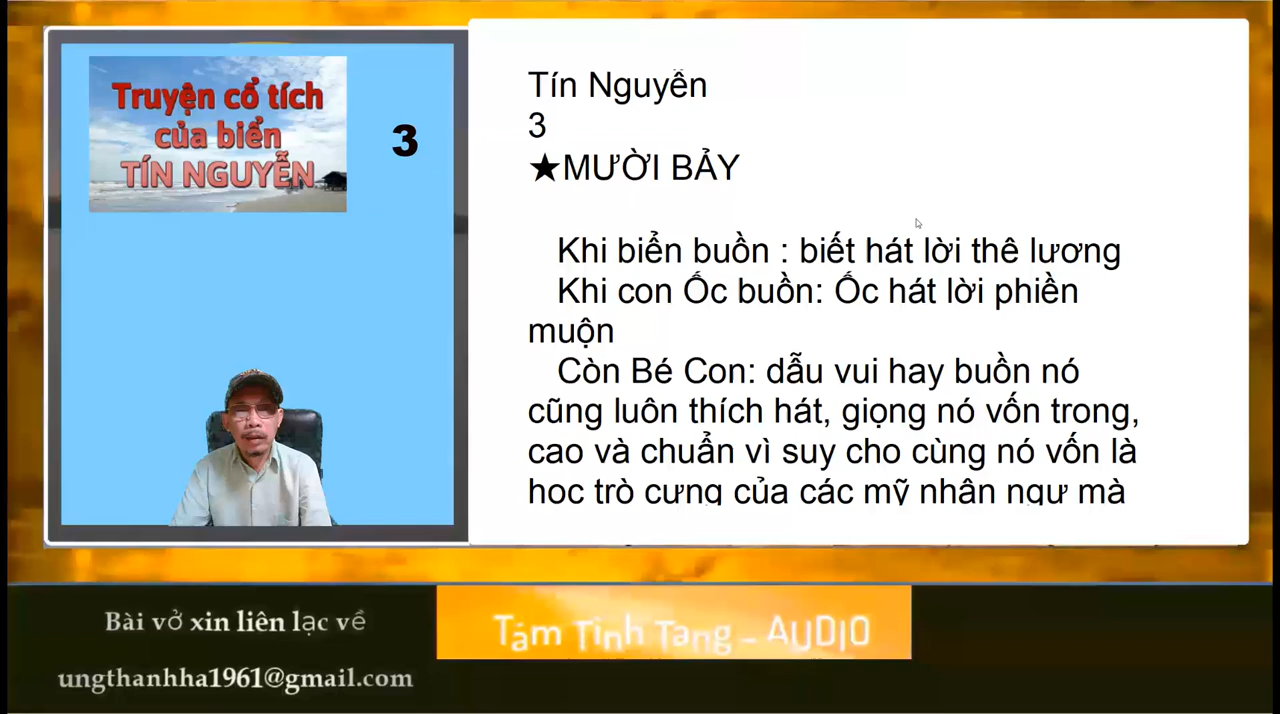 Truyện cổ tích
của biển
TÍN NGUYỄN
3
Tín Nguyễn
3
★MƯỜI BẢY
Khi biển buồn : biết hát lời thê lương
Khi con Ốc buồn: Ốc hát lời phiền
muộn
Còn Bé Con: dẫu vui hay buồn nó
cũng luôn thích hát, giọng nó vốn trong,
cao và chuẩn vì suy cho cùng nó vốn là
học trò cưng của các mỹ nhân ngư mà
Bài vở xin liên lạc về
ungthanhha1961@gmail.com
Tám Tình Tang – AUDIO